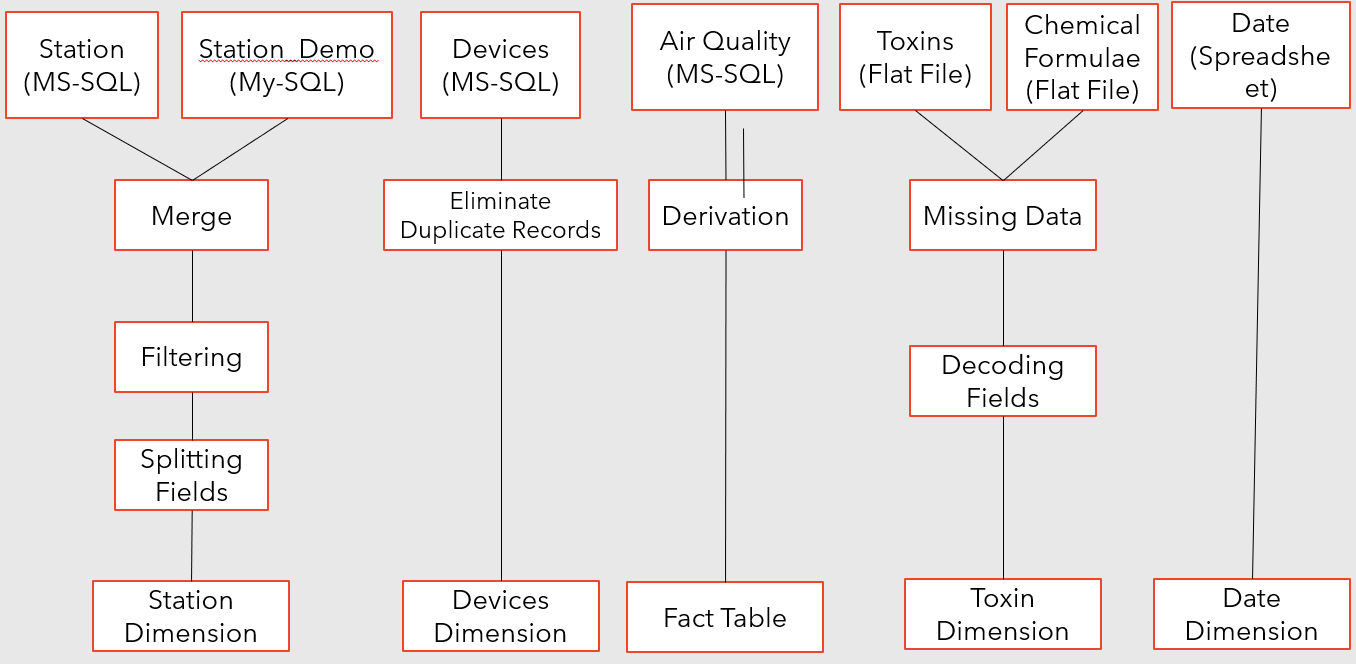 Station
(MS-SQL)
Station_Demo
(My-SQL)
Devices
(MS-SQL)
Air Quality
(MS-SQL)
Toxins
(Flat File)
Chemical
Formulae
(Flat File)
Date
(Spreadshe
et)
Merge
Eliminate
Duplicate Records
Derivation
Missing Data
Filtering
Decoding
Fields
Splitting
Fields
Station
Dimension
Devices
Dimension
Fact Table
Toxin
Dimension
Date
Dimension